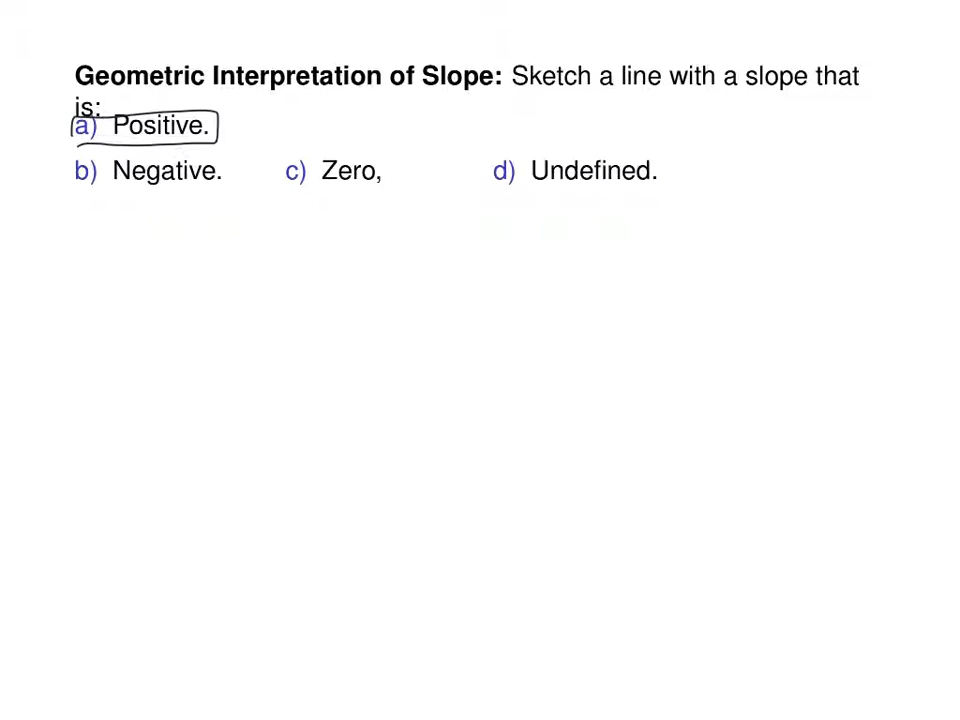 Geometric Interpretation of Slope: Sketch a line with a slope that
is:
a) Positive.
b) Negative. c) Zero, d) Undefined.